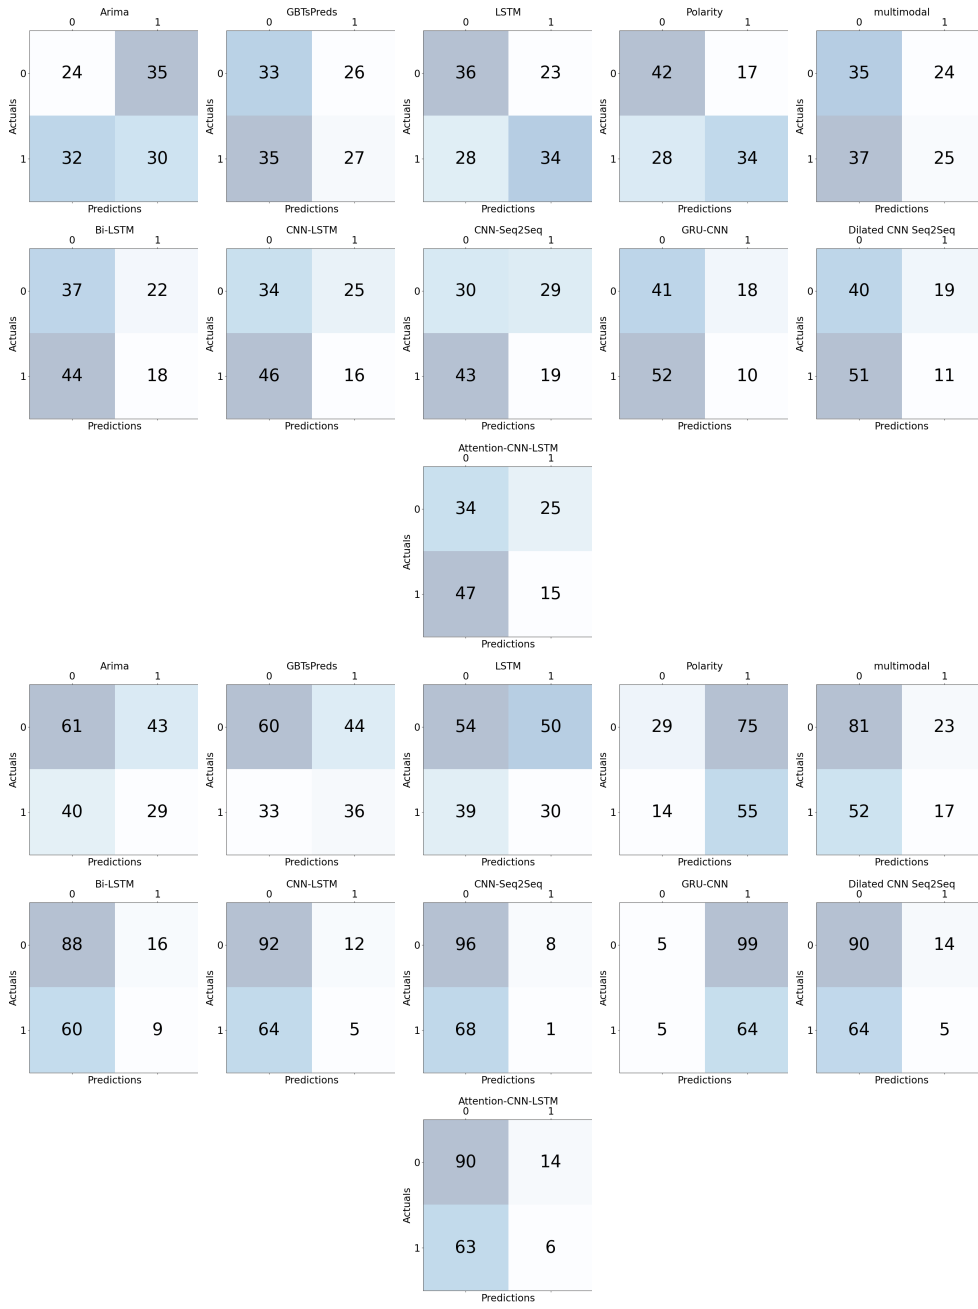 Arima GBTsPreds LSTM Polarity multimodal
0 1 0 1 0 1 0 1 0 1
0 24 35 0 33 26 0 36 23 0 42 17 0 35 24
Actuals Actuals Actuals Actuals Actuals
1 32 30 1 35 27 1 28 34 1 28 34 1 37 25
Predictions Predictions Predictions Predictions Predictions
Bi-LSTM CNN-LSTM CNN-Seq2Seq GRU-CNN Dilated CNN Seq2Seq
0 1 0 1 0 1 0 1 0 1
0 37 22 0 34 25 0 30 29 0 41 18 0 40 19
Actuals Actuals Actuals Actuals Actuals
1 44 18 1 46 16 1 43 19 1 52 10 1 51 11
Predictions Predictions Predictions Predictions Predictions
Attention-CNN-LSTM
0 1
0 34 25
Actuals
1 47 15
Predictions
Arima GBTsPreds LSTM Polarity multimodal
0 1 0 1 0 1 0 1 0 1
0 61 43 0 60 44 0 54 50 0 29 75 0 81 23
Actuals Actuals Actuals Actuals Actuals
1 40 29 1 33 36 1 39 30 1 14 55 1 52 17
Predictions Predictions Predictions Predictions Predictions
Bi-LSTM CNN-LSTM CNN-Seq2Seq GRU-CNN Dilated CNN Seq2Seq
0 1 0 1 0 1 0 1 0 1
0 88 16 0 92 12 0 96 8 0 5 99 0 90 14
Actuals Actuals Actuals Actuals Actuals
1 60 9 1 64 5 1 68 1 1 5 64 1 64 5
Predictions Predictions Predictions Predictions Predictions
Attention-CNN-LSTM
0 1
0 90 14
Actuals
1 63 6
Predictions